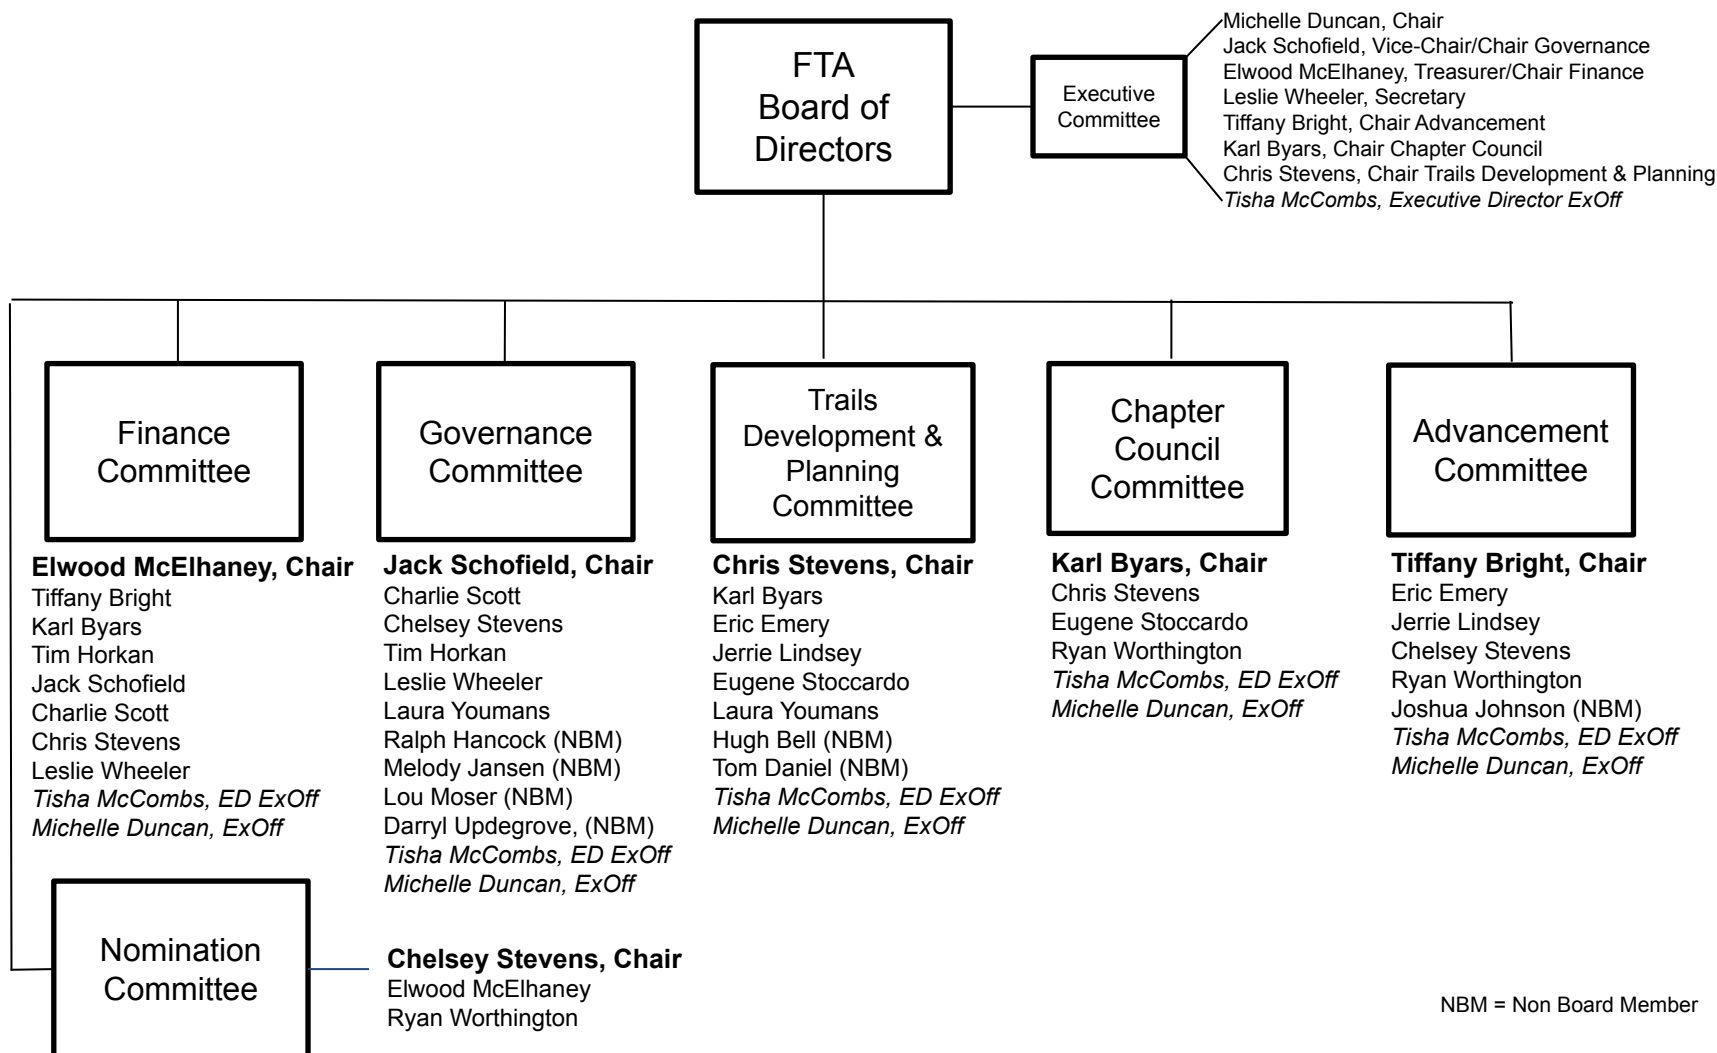 FTA
Board of
Directors
Executive
Committee
Michelle Duncan, Chair
Jack Schofield, Vice-Chair/Chair Governance
Elwood McElhaney, Treasurer/Chair Finance
Leslie Wheeler, Secretary
Tiffany Bright, Chair Advancement
Karl Byars, Chair Chapter Council
Chris Stevens, Chair Trails Development & Planning
Tisha McCombs, Executive Director ExOff
Finance
Committee
Elwood McElhaney, Chair
Tiffany Bright
Karl Byars
Tim Horkan
Jack Schofield
Charlie Scott
Chris Stevens
Leslie Wheeler
Tisha McCombs, ED ExOff
Michelle Duncan, ExOff
Governance
Committee
Jack Schofield, Chair
Charlie Scott
Chelsey Stevens
Tim Horkan
Leslie Wheeler
Laura Youmans
Ralph Hancock (NBM)
Melody Jansen (NBM)
Lou Moser (NBM)
Darryl Updegrove, (NBM)
Tisha McCombs, ED ExOff
Michelle Duncan, ExOff
Trails
Development &
Planning
Committee
Chris Stevens, Chair
Karl Byars
Eric Emery
Jerrie Lindsey
Eugene Stoccardo
Laura Youmans
Hugh Bell (NBM)
Tom Daniel (NBM)
Tisha McCombs, ED ExOff
Michelle Duncan, ExOff
Chapter
Council
Committee
Karl Byars, Chair
Chris Stevens
Eugene Stoccardo
Ryan Worthington
Tisha McCombs, ED ExOff
Michelle Duncan, ExOff
Advancement
Committee
Tiffany Bright, Chair
Eric Emery
Jerrie Lindsey
Chelsey Stevens
Ryan Worthington
Joshua Johnson (NBM)
Tisha McCombs, ED ExOff
Michelle Duncan, ExOff
Nomination
Committee
Chelsey Stevens, Chair
Elwood McElhaney
Ryan Worthington
NBM = Non Board Member